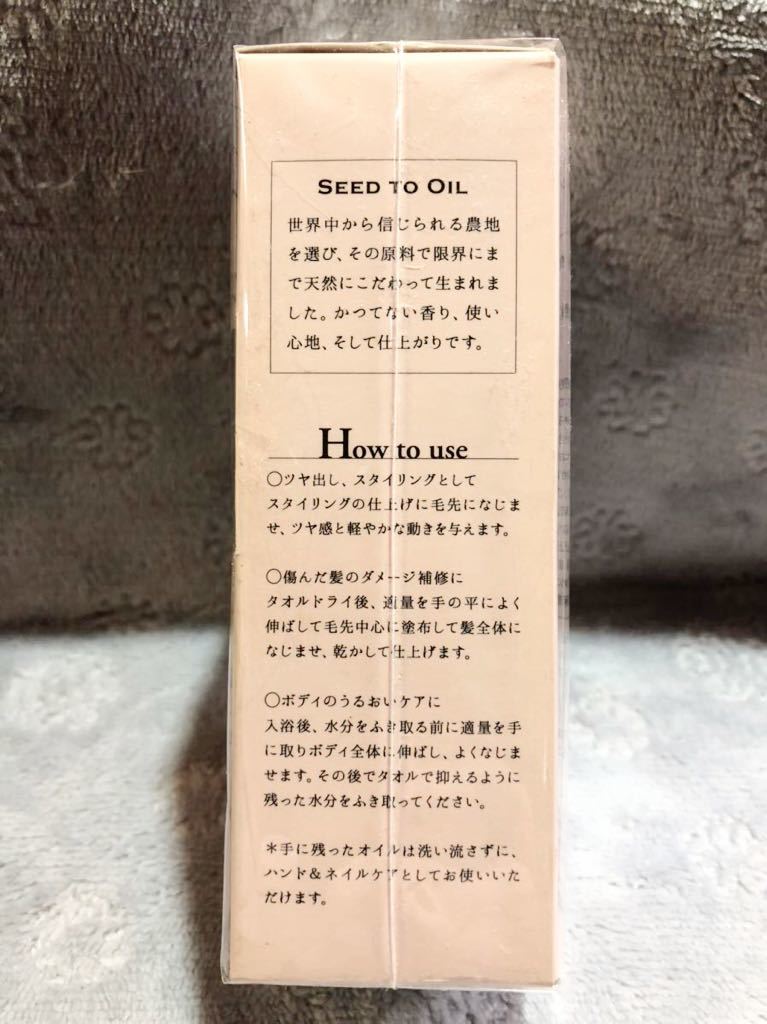 SEED TO OIL
世界中から信じられる農地
を選び、その原料で限界にま
で天然にこだわって生まれま
した。かつてない香り、使い
心地、そして仕上がりです。
How to use
○ツヤ出し、スタイリングとして
スタイリングの仕上げに毛先になじま
せ、ツヤ感と軽やかな動きを与えます。
○傷んだ髪のダメージ補修に
タオルドライ後、適量を手の平によく
伸ばして毛先中心に塗布して髪全体に
なじませ、乾かして仕上げます。
○ボディのうるおいケアに
入浴後、水分をふき取る前に適量を手
に取りボディ全体に伸ばし、よくなじま
せます。その後でタオルで抑えるように
残った水分をふき取ってください。
＊手に残ったオイルは洗い流さずに、
ハンド＆ネイルケアとしてお使いいた
だけます。